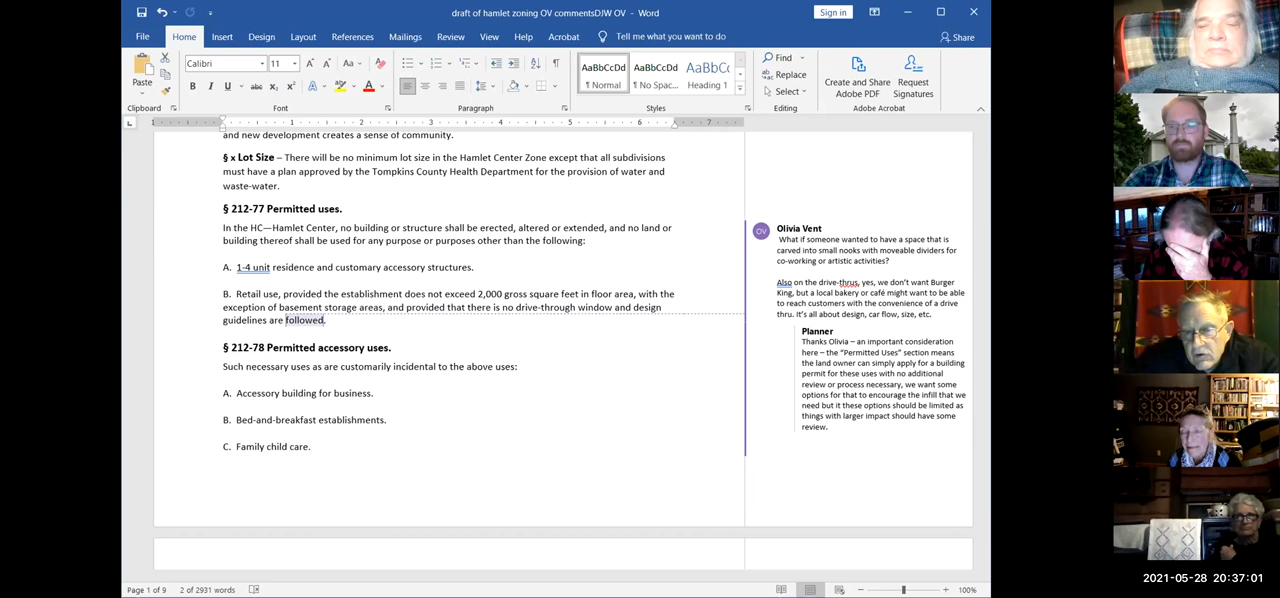 draft of hamlet zoning OV commentsDJW OV - Word
Sign in
File Home Insert Design Layout References Mailings Review View Help Acrobat Tell me what you want to do
Share
Calibri 11
Paste
Clipboard
Font
Paragraph
AaBbCcDd AaBbCcDd AaBbCc
¶ Normal ¶ No Spac... Heading 1
Styles
Find
Replace
Select
Editing
Create and Share Adobe PDF
Request Signatures
Adobe Acrobat
1 1 2 3 4 5 6 7
and new development creates a sense of community.
§ x Lot Size – There will be no minimum lot size in the Hamlet Center Zone except that all subdivisions
must have a plan approved by the Tompkins County Health Department for the provision of water and
waste-water.
§ 212-77 Permitted uses.
In the HC—Hamlet Center, no building or structure shall be erected, altered or extended, and no land or
building thereof shall be used for any purpose or purposes other than the following:
A. 1-4 unit residence and customary accessory structures.
B. Retail use, provided the establishment does not exceed 2,000 gross square feet in floor area, with the
exception of basement storage areas, and provided that there is no drive-through window and design
guidelines are followed.
§ 212-78 Permitted accessory uses.
Such necessary uses as are customarily incidental to the above uses:
A. Accessory building for business.
B. Bed-and-breakfast establishments.
C. Family child care.
OV
Olivia Vent
What if someone wanted to have a space that is
carved into small nooks with moveable dividers for
co-working or artistic activities?
Also on the drive-thrus, yes, we don't want Burger
King, but a local bakery or café might want to be able
to reach customers with the convenience of a drive
thru. It's all about design, car flow, size, etc.
Planner
Thanks Olivia – an important consideration
here – the "Permitted Uses" section means
the land owner can simply apply for a building
permit for these uses with no additional
review or process necessary, we want some
options for that to encourage the infill that we
need but it these options should be limited as
things with larger impact should have some
review.
Page 1 of 9 2 of 2931 words
100%
2021-05-28 20:37:01